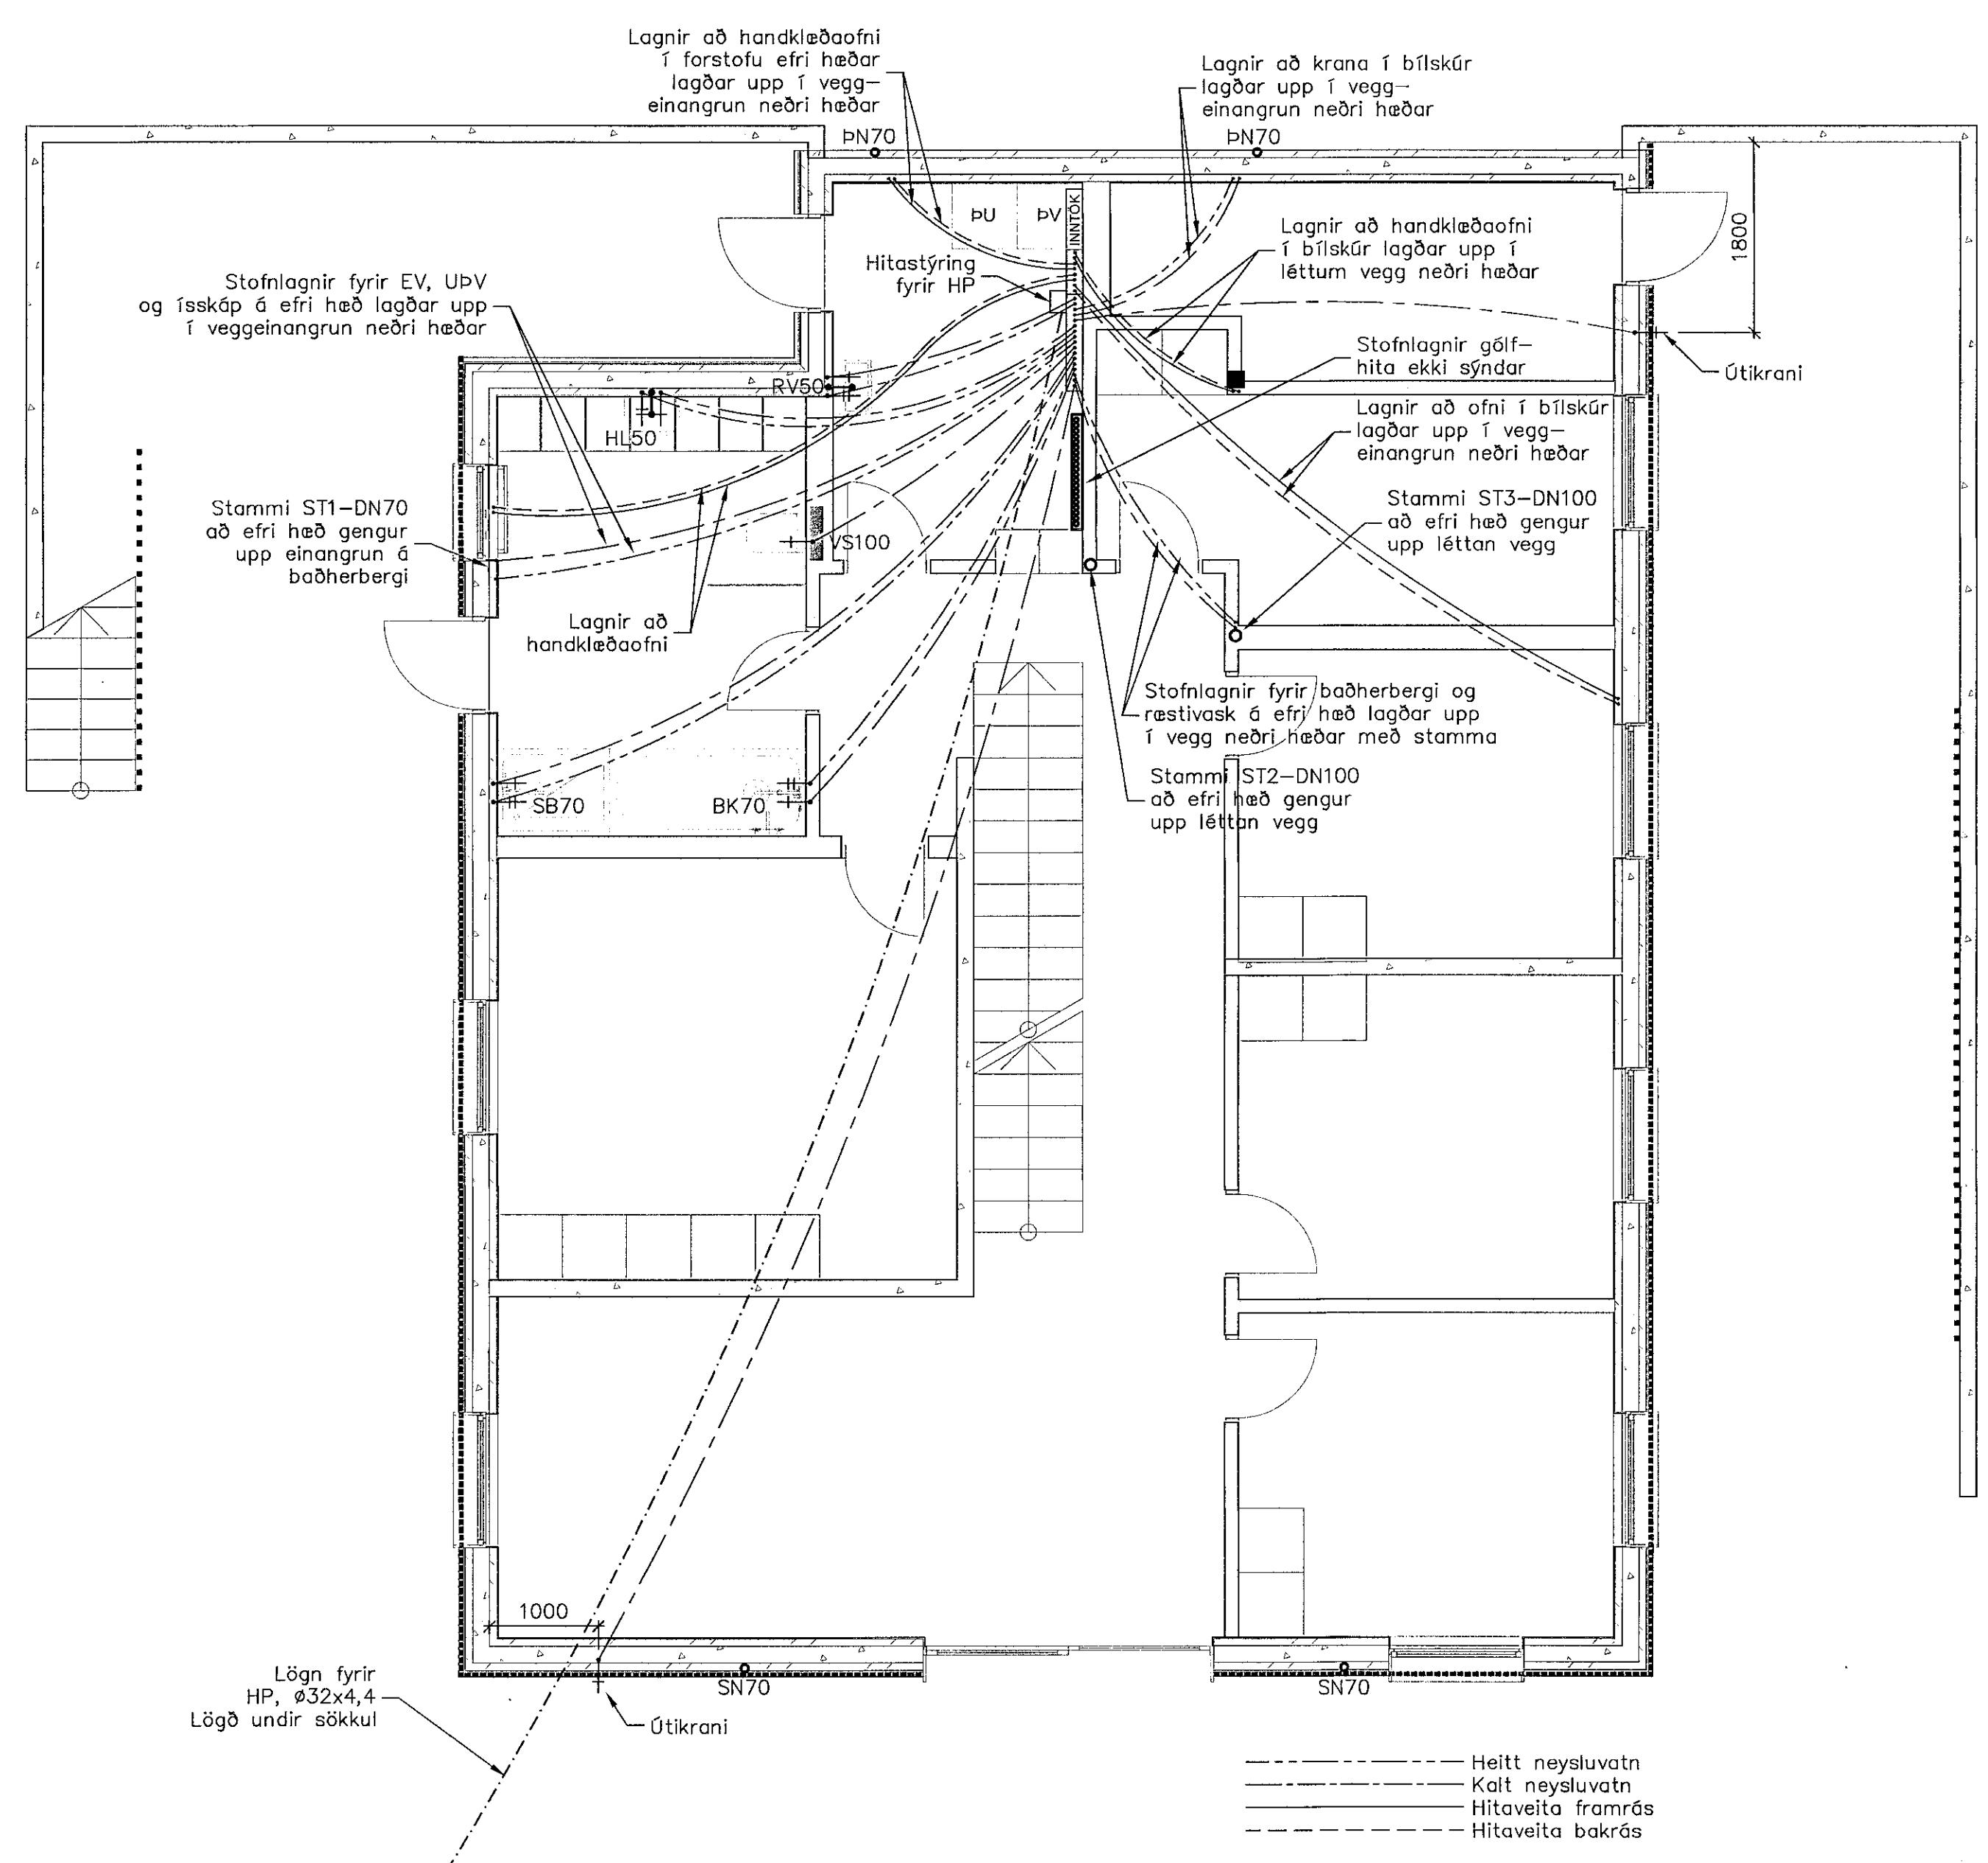 Lagnir að handklæðaofni
í forstofu efri hæðar
lagðar upp í vegg–
einangrun neðri hæðar
Lagnir að krana í bílskúr
lagðar upp í vegg–
einangrun neðri hæðar
ÞN70
ÞN70
ÞU
ÞV
INNTÖK
1800
Lagnir að handklæðaofni
í bílskúr lagðar upp í
léttum vegg neðri hæðar
Hitastýring
fyrir HP
Stofnlagnir fyrir EV, UÞV
og ísskáp á efri hæð lagðar upp
í veggeinangrun neðri hæðar
Stofnlagnir gólf–
hita ekki sýndar
Útikrani
RV50
HL50
Lagnir að ofni í bílskúr
lagðar upp í vegg–
einangrun neðri hæðar
Stammi ST1–DN70
að efri hæð gengur
upp einangrun á
baðherbergi
VS100
Stammi ST3–DN100
að efri hæð gengur
upp léttan vegg
Lagnir að
handklæðaofni
Stofnlagnir fyrir baðherbergi og
ræstivask á efri hæð lagðar upp
í vegg neðri hæðar með stamma
Stammi ST2–DN100
að efri hæð gengur
upp léttan vegg
SB70
BK70
1000
Lögn fyrir
HP, ø32x4,4
Lögð undir sökkul
SN70
SN70
Útikrani
Heitt neysluvatn
Kalt neysluvatn
Hitaveita framrás
Hitaveita bakrás